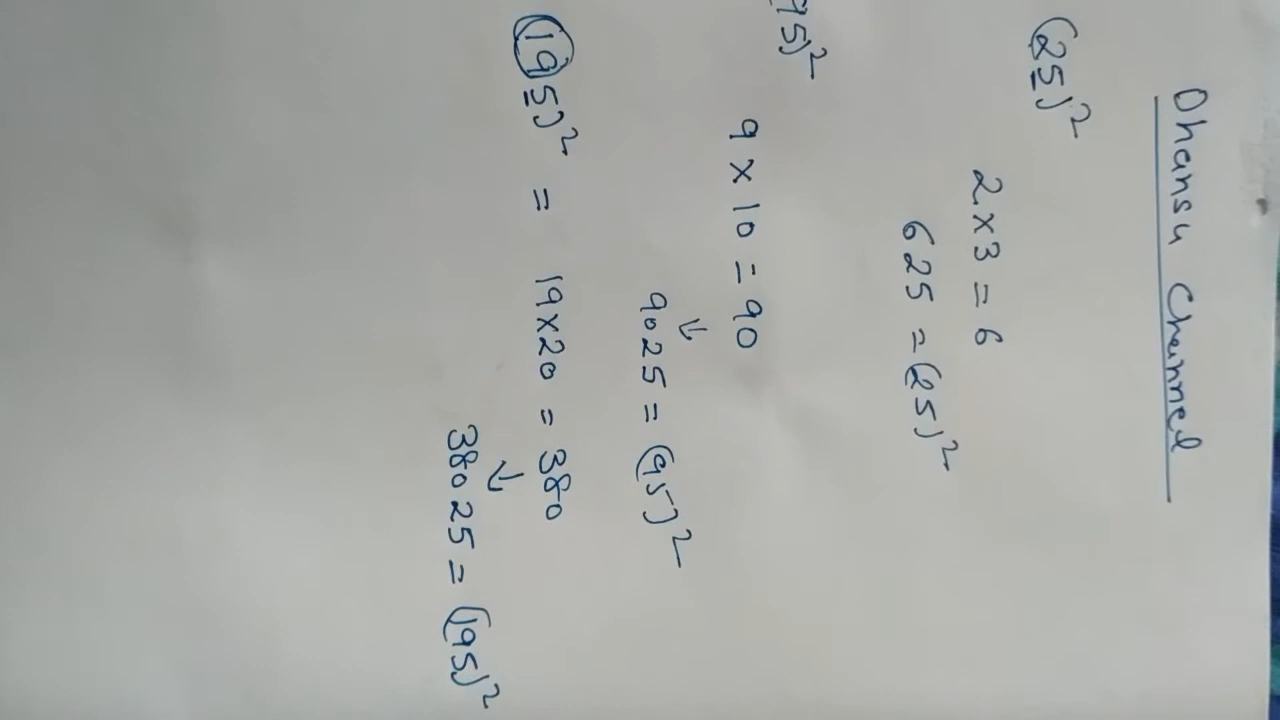 Dhansu Channel
(25)²
2 × 3 = 6
625 = (25)²
95)²
9 × 10 = 90
↓
9025 = (95)²
(195)² = 19×20 = 380
↓
38025 = (195)²